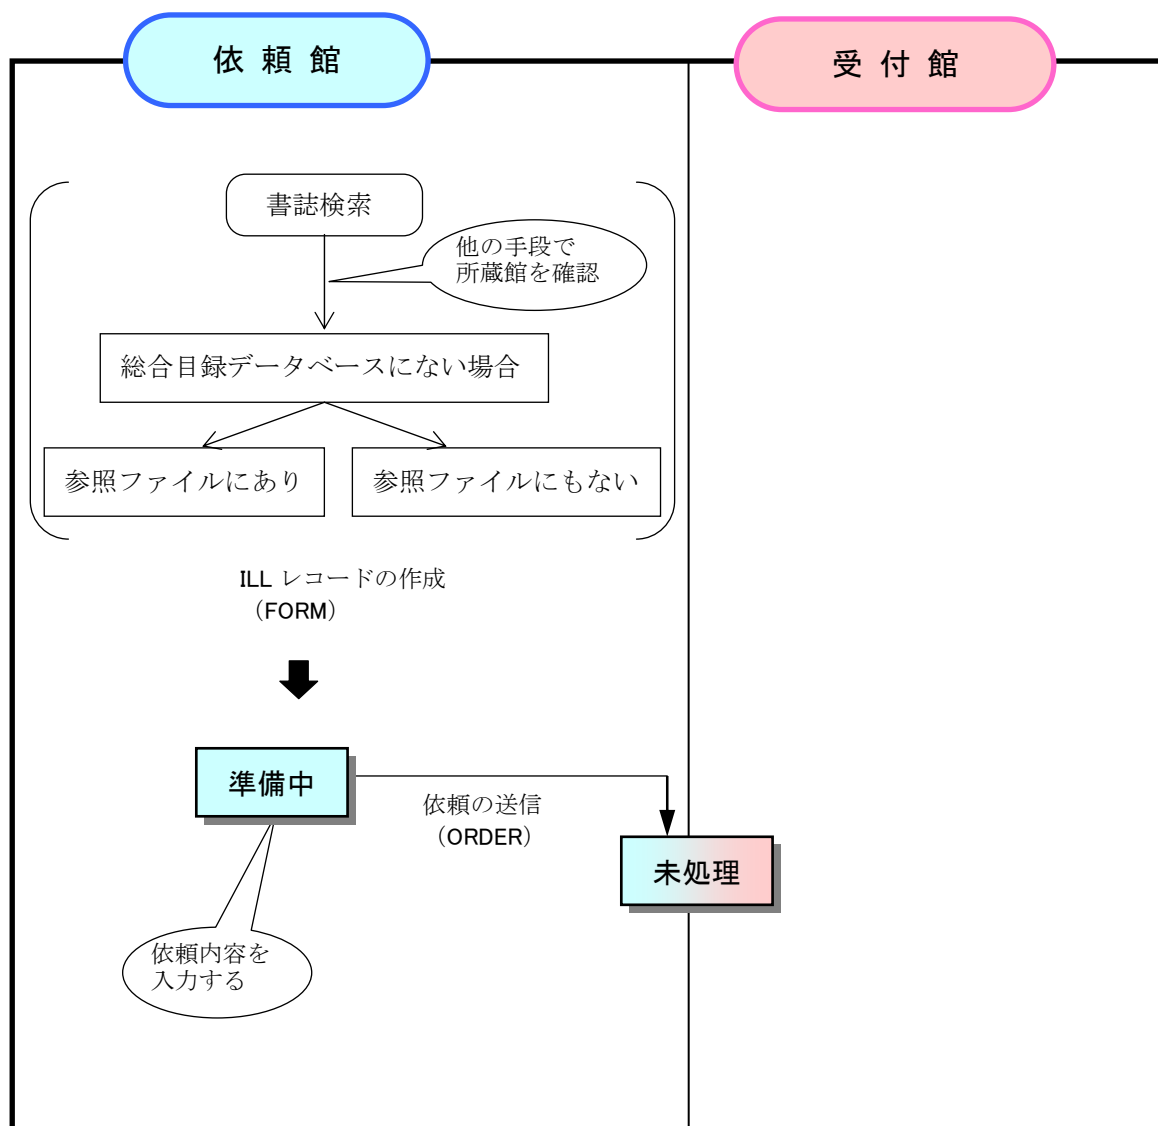 依 頼 館
受 付 館
書誌検索
他の手段で
所蔵館を確認
総合目録データベースにない場合
参照ファイルにあり
参照ファイルにもない
ILL レコードの作成
（FORM）
準備中
依頼の送信
（ORDER）
未処理
依頼内容を
入力する